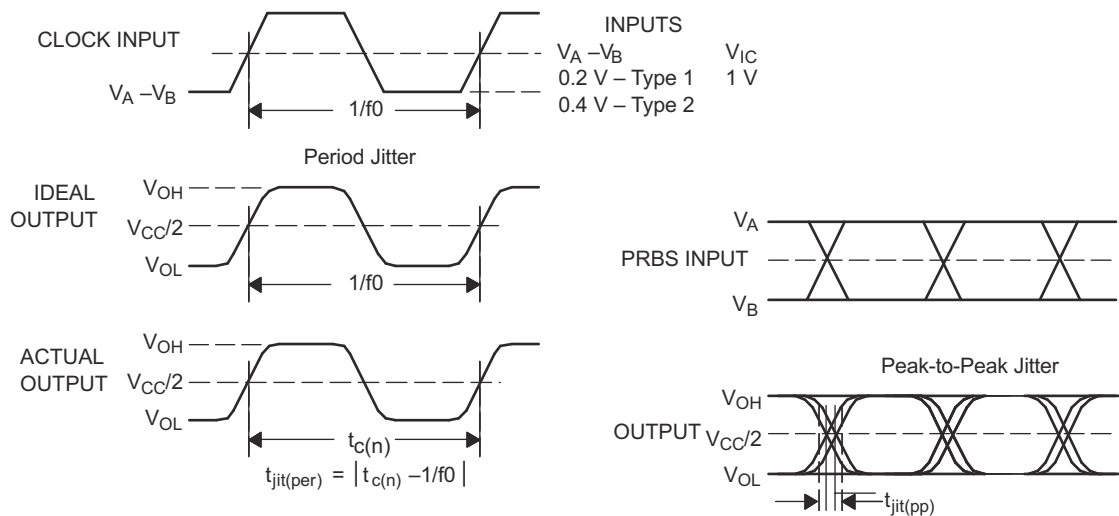 CLOCK INPUT
V_A –V_B
1/f0
INPUTS
V_A –V_B V_IC
0.2 V – Type 1 1 V
0.4 V – Type 2
Period Jitter
IDEAL
OUTPUT
V_OH
V_CC/2
V_OL
1/f0
ACTUAL
OUTPUT
V_OH
V_CC/2
V_OL
t_c(n)
t_jit(per) = | t_c(n) –1/f0 |
V_A
PRBS INPUT
V_B
Peak-to-Peak Jitter
V_OH
OUTPUT V_CC/2
V_OL
t_jit(pp)